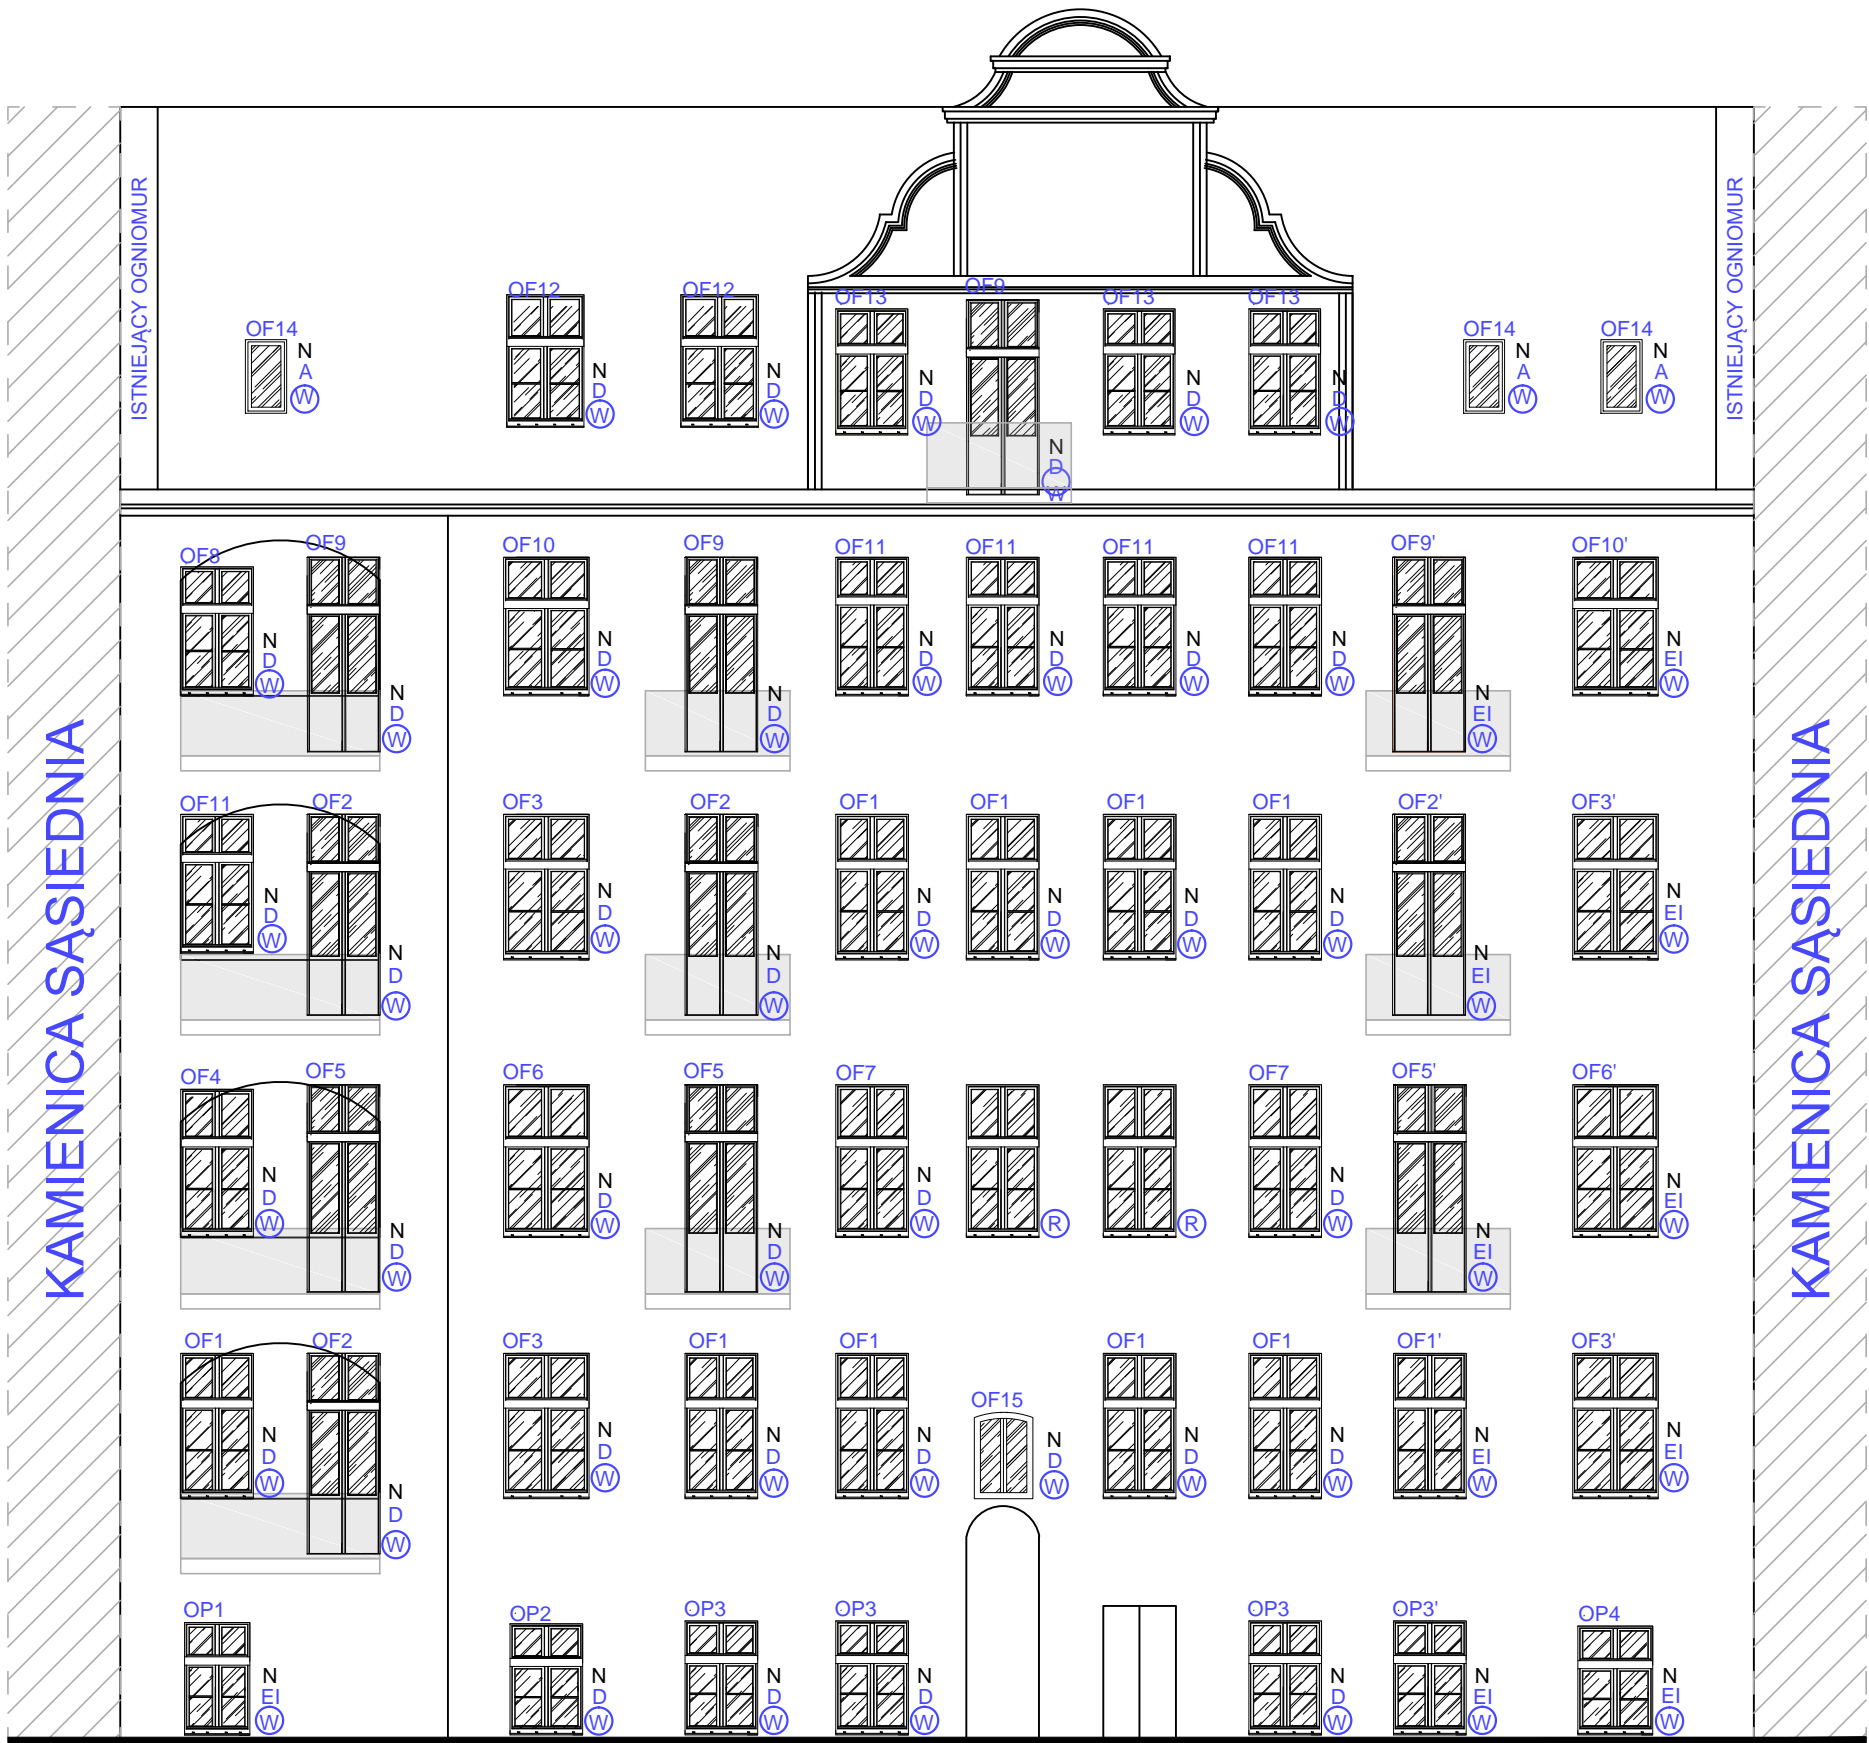 OF12
OF12
OF9
OF13
OF13
OF13
OF14
OF14
OF14
N
A
W
N
D
W
N
D
W
N
D
W
N
D
W
N
D
W
N
D
W
N
A
W
N
A
W
ISTNIEJĄCY OGNIOMUR
ISTNIEJĄCY OGNIOMUR
OF8
OF9
OF10
OF9
OF11
OF11
OF11
OF11
OF9'
OF10'
N
D
W
N
D
W
N
D
W
N
D
W
N
D
W
N
D
W
N
D
W
N
D
W
N
EI
W
N
EI
W
KAMIENICA SĄSIEDNIA
KAMIENICA SĄSIEDNIA
OF11
OF2
OF3
OF2
OF1
OF1
OF1
OF1
OF2'
OF3'
N
D
W
N
D
W
N
D
W
N
D
W
N
D
W
N
D
W
N
D
W
N
D
W
N
EI
W
N
EI
W
OF4
OF5
OF6
OF5
OF7
OF7
OF5'
OF6'
N
D
W
N
D
W
N
D
W
N
D
W
N
D
W
R
R
N
D
W
N
EI
W
N
EI
W
OF1
OF2
OF3
OF1
OF1
OF15
OF1
OF1
OF1'
OF3'
N
D
W
N
D
W
N
D
W
N
D
W
N
D
W
N
D
W
N
D
W
N
D
W
N
EI
W
N
EI
W
OP1
OP2
OP3
OP3
OP3
OP3'
OP4
N
EI
W
N
D
W
N
D
W
N
D
W
N
D
W
N
EI
W
N
EI
W